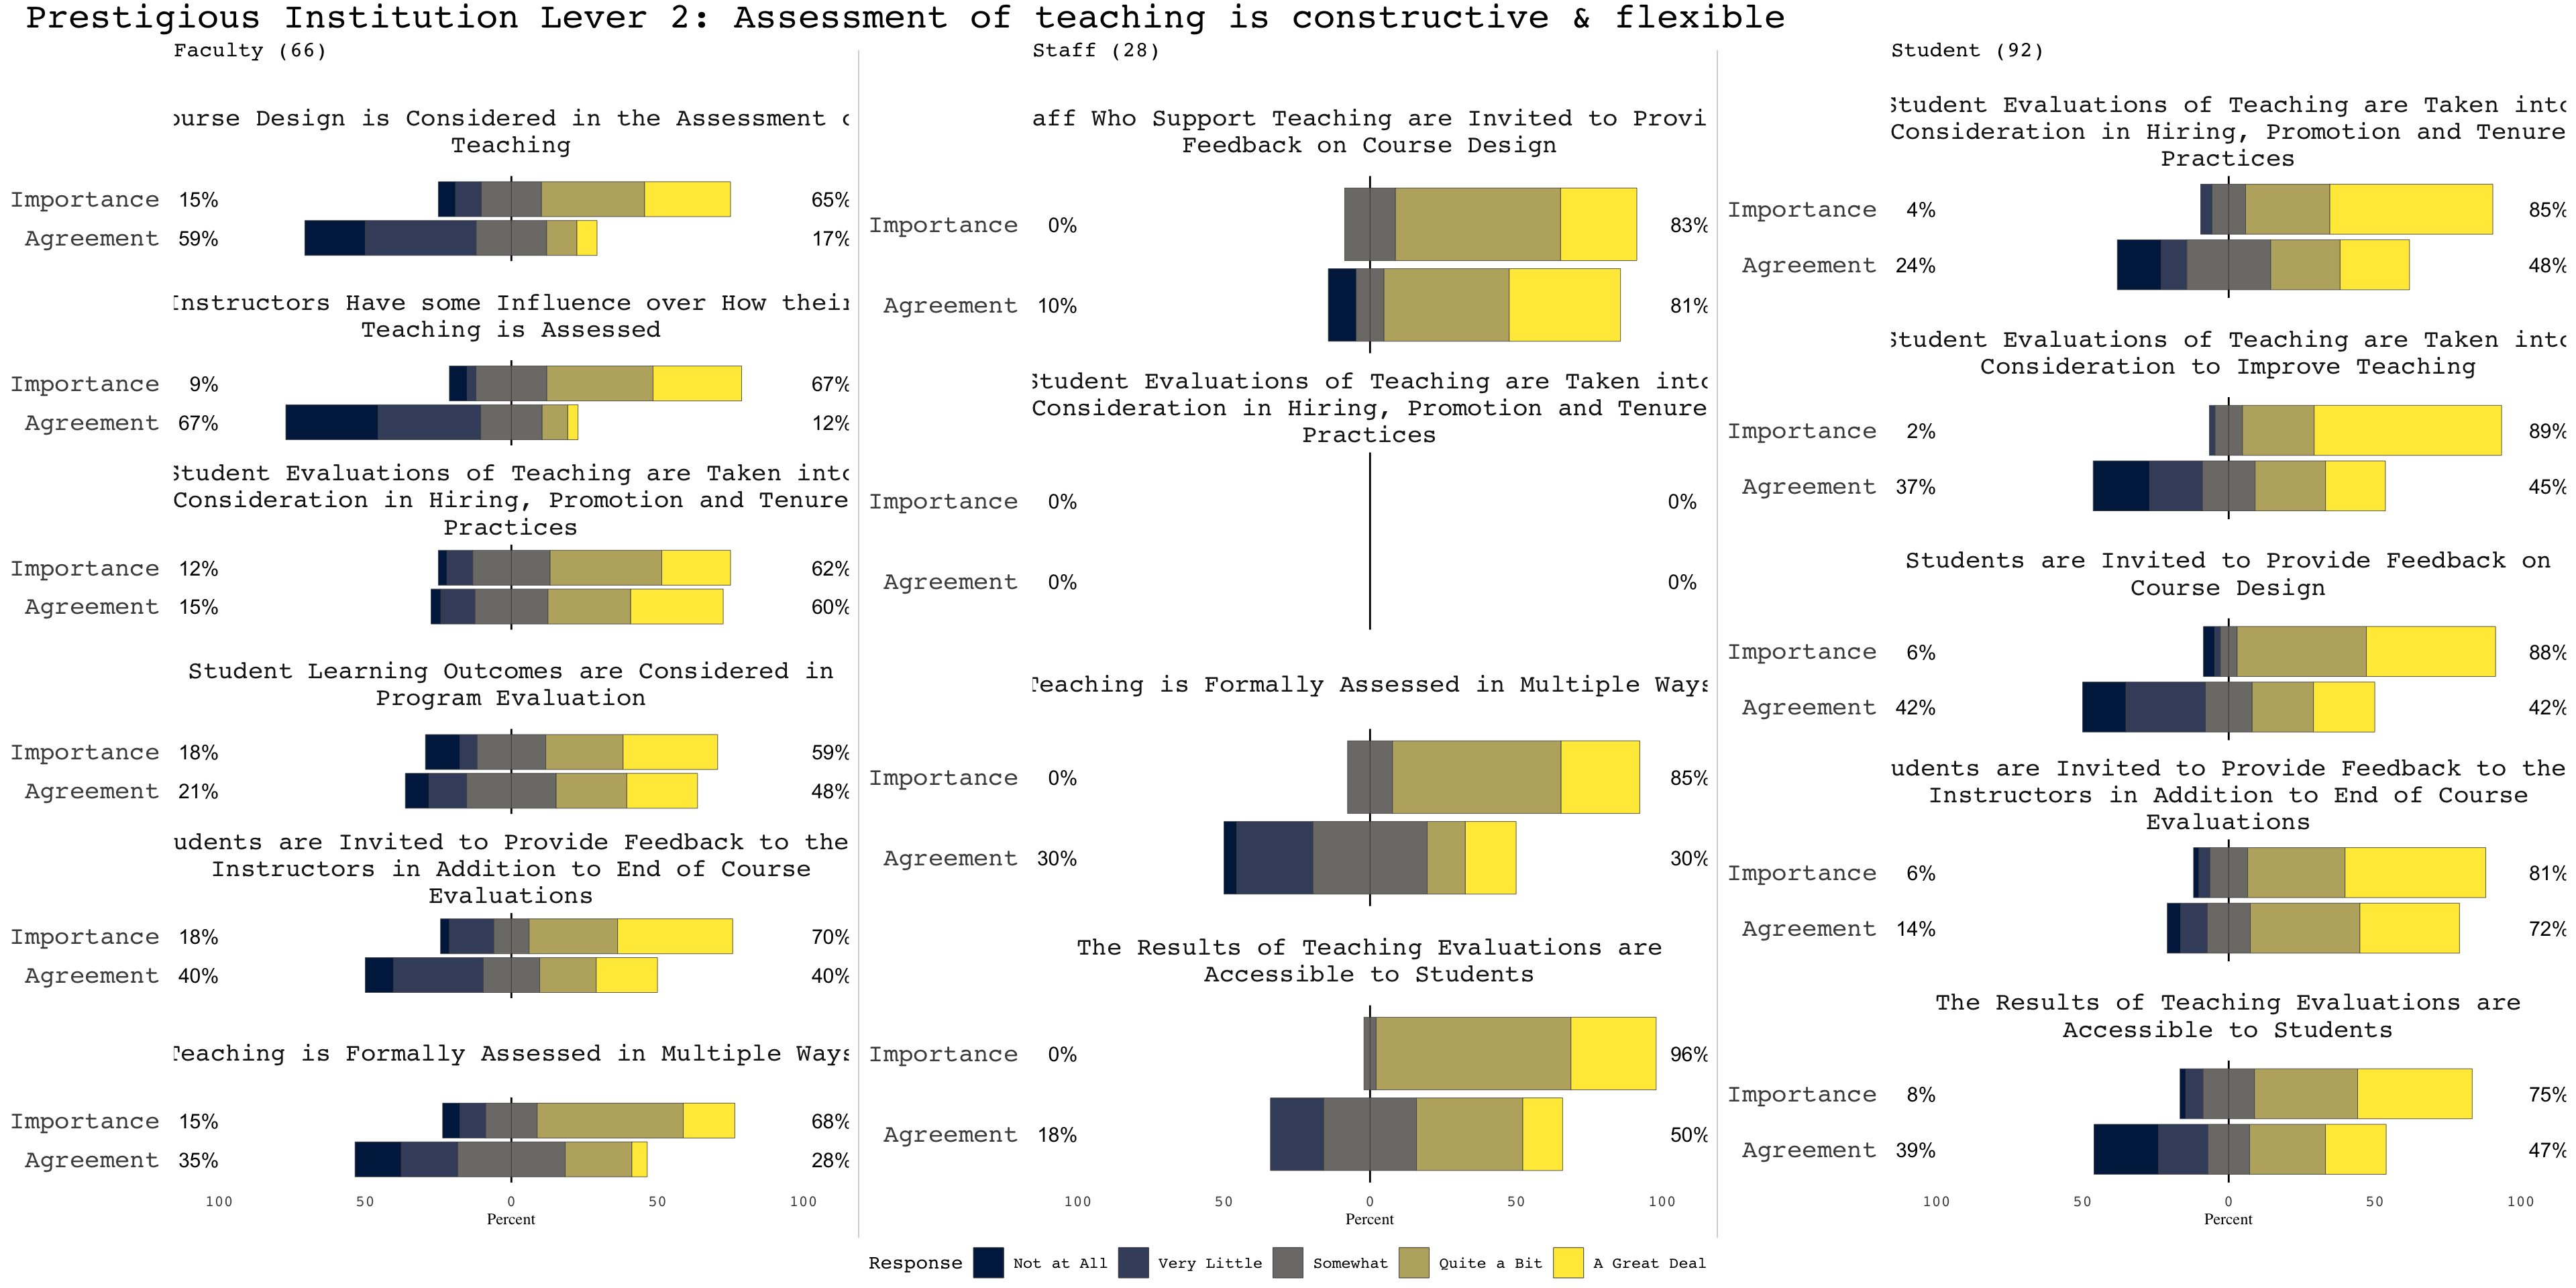 Prestigious Institution Lever 2: Assessment of teaching is constructive & flexible
Faculty (66)
ourse Design is Considered in the Assessment o
Teaching
Importance 15% 65%
Agreement 59% 17%
Instructors Have some Influence over How their
Teaching is Assessed
Importance 9% 67%
Agreement 67% 12%
Student Evaluations of Teaching are Taken into
Consideration in Hiring, Promotion and Tenure
Practices
Importance 12% 62%
Agreement 15% 60%
Student Learning Outcomes are Considered in
Program Evaluation
Importance 18% 59%
Agreement 21% 48%
udents are Invited to Provide Feedback to the
Instructors in Addition to End of Course
Evaluations
Importance 18% 70%
Agreement 40% 40%
Teaching is Formally Assessed in Multiple Ways
Importance 15% 68%
Agreement 35% 28%
100 50 0 50 100
Percent
Staff (28)
aff Who Support Teaching are Invited to Provi
Feedback on Course Design
Importance 0% 83%
Agreement 10% 81%
Student Evaluations of Teaching are Taken into
Consideration in Hiring, Promotion and Tenure
Practices
Importance 0% 0%
Agreement 0% 0%
Teaching is Formally Assessed in Multiple Ways
Importance 0% 85%
Agreement 30% 30%
The Results of Teaching Evaluations are
Accessible to Students
Importance 0% 96%
Agreement 18% 50%
100 50 0 50 100
Percent
Student (92)
Student Evaluations of Teaching are Taken into
Consideration in Hiring, Promotion and Tenure
Practices
Importance 4% 85%
Agreement 24% 48%
Student Evaluations of Teaching are Taken into
Consideration to Improve Teaching
Importance 2% 89%
Agreement 37% 45%
Students are Invited to Provide Feedback on
Course Design
Importance 6% 88%
Agreement 42% 42%
udents are Invited to Provide Feedback to the
Instructors in Addition to End of Course
Evaluations
Importance 6% 81%
Agreement 14% 72%
The Results of Teaching Evaluations are
Accessible to Students
Importance 8% 75%
Agreement 39% 47%
100 50 0 50 100
Percent
Response Not at All Very Little Somewhat Quite a Bit A Great Deal